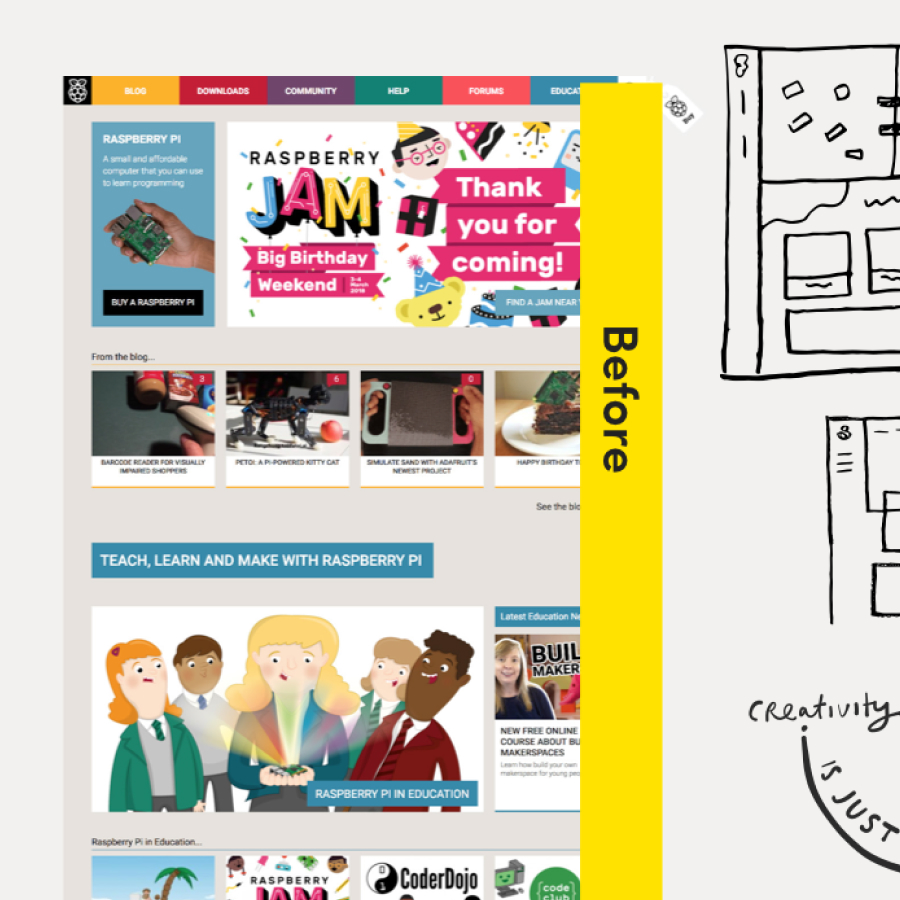 BLOG
DOWNLOADS
COMMUNITY
HELP
FORUMS
RASPBERRY PI
A small and affordable
computer that you can use
to learn programming
BUY A RASPBERRY PI
RASPBERRY
JAM
Big Birthday
Weekend
3-4
March
2018
Thank
you for
coming!
FIND A JAM NEAR
From the blog...
3
6
0
BARCODE READER FOR VISUALLY
IMPAIRED SHOPPERS
PETOI: A PI-POWERED KITTY CAT
SIMULATE SAND WITH ADAFRUIT'S
NEWEST PROJECT
HAPPY BIRTHDAY
See the
TEACH, LEARN AND MAKE WITH RASPBERRY PI
RASPBERRY PI IN EDUCATION
Latest Education
BUIL
MAKER
NEW FREE ONLINE
COURSE ABOUT
MAKERSPACES
Learn how build your own
makerspace for young
Raspberry Pi in Education...
RASPBERRY
JAM
CoderDojo
code
club
Before
Creativity
IS JUST